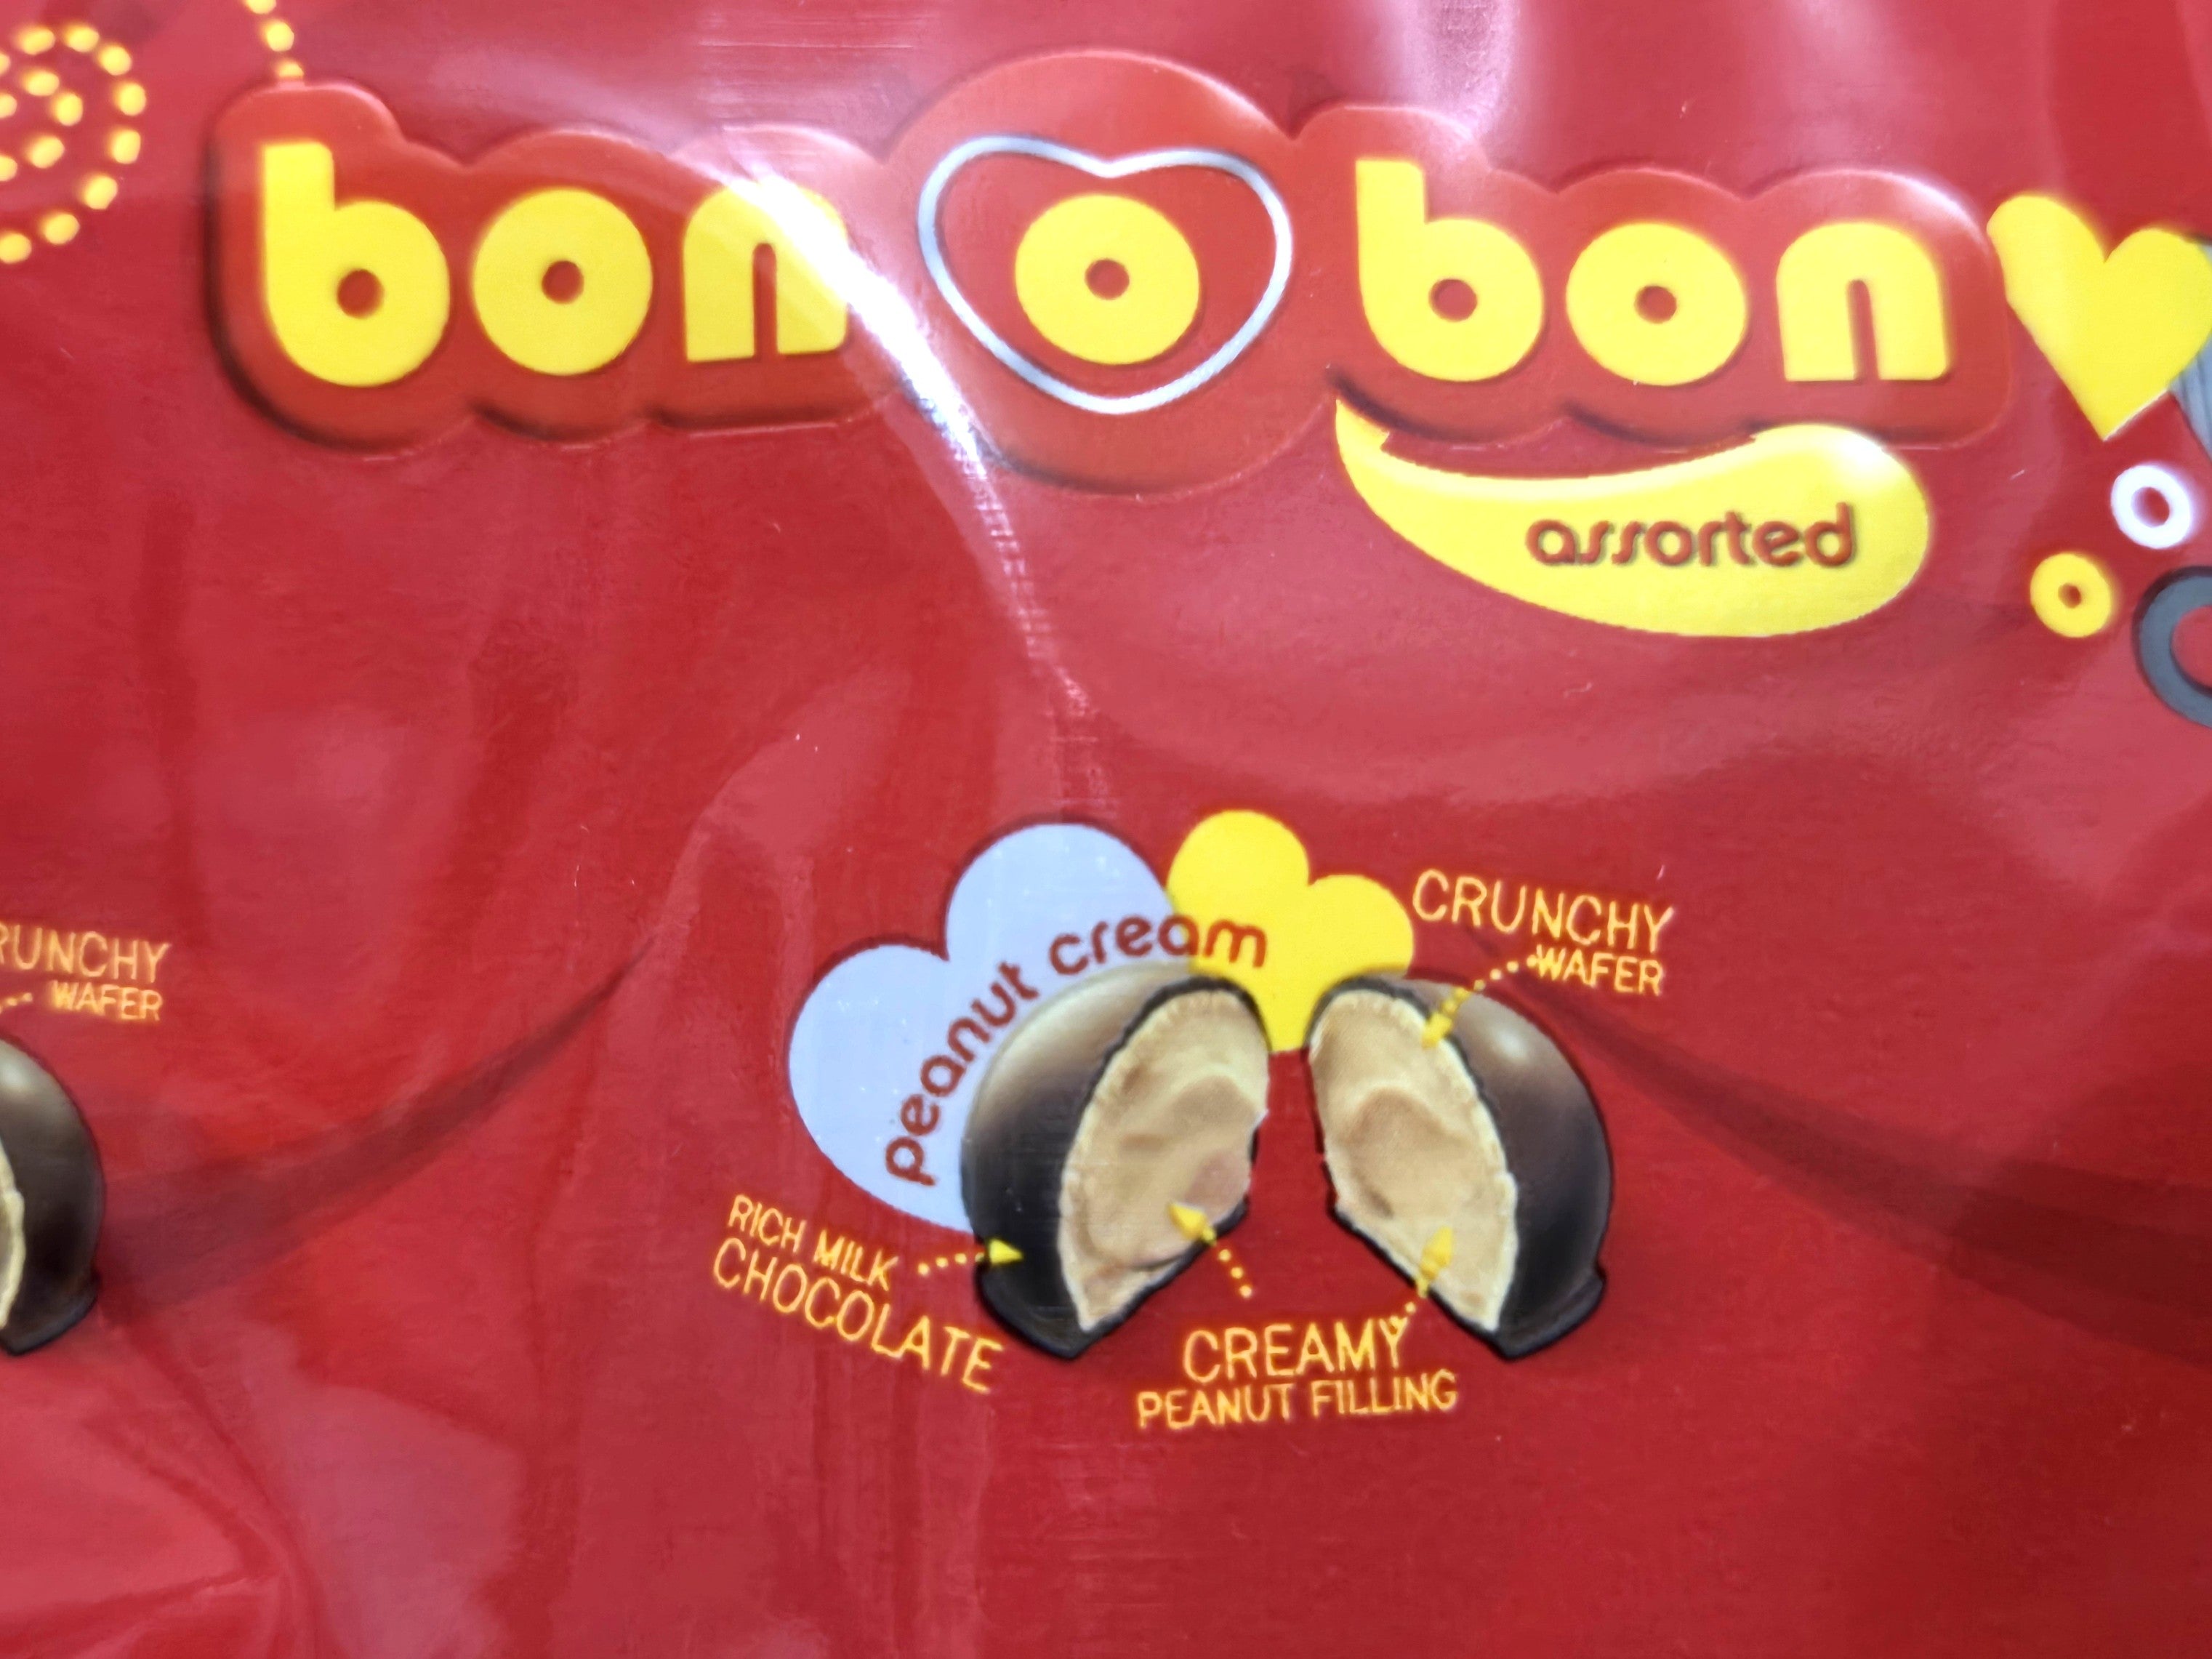 bon o bon
assorted
peanut cream
CRUNCHY
WAFER
RUNCHY
WAFER
RICH MILK
CHOCOLATE
CREAMY
PEANUT FILLING